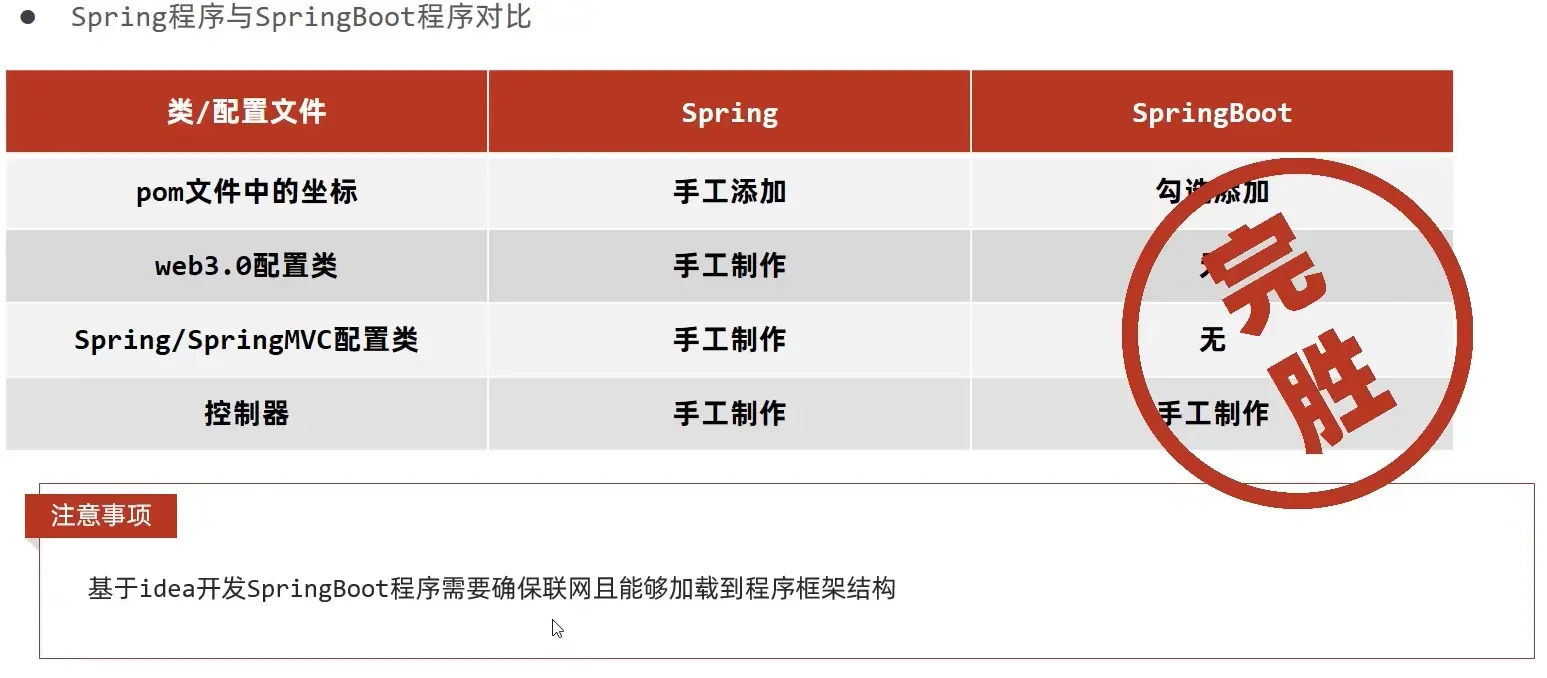 ● Spring程序与SpringBoot程序对比
类/配置文件 Spring SpringBoot
pom文件中的坐标 手工添加 勾选添加
web3.0配置类 手工制作 无
Spring/SpringMVC配置类 手工制作 无
控制器 手工制作 手工制作
完胜
注意事项
基于idea开发SpringBoot程序需要确保联网且能够加载到程序框架结构